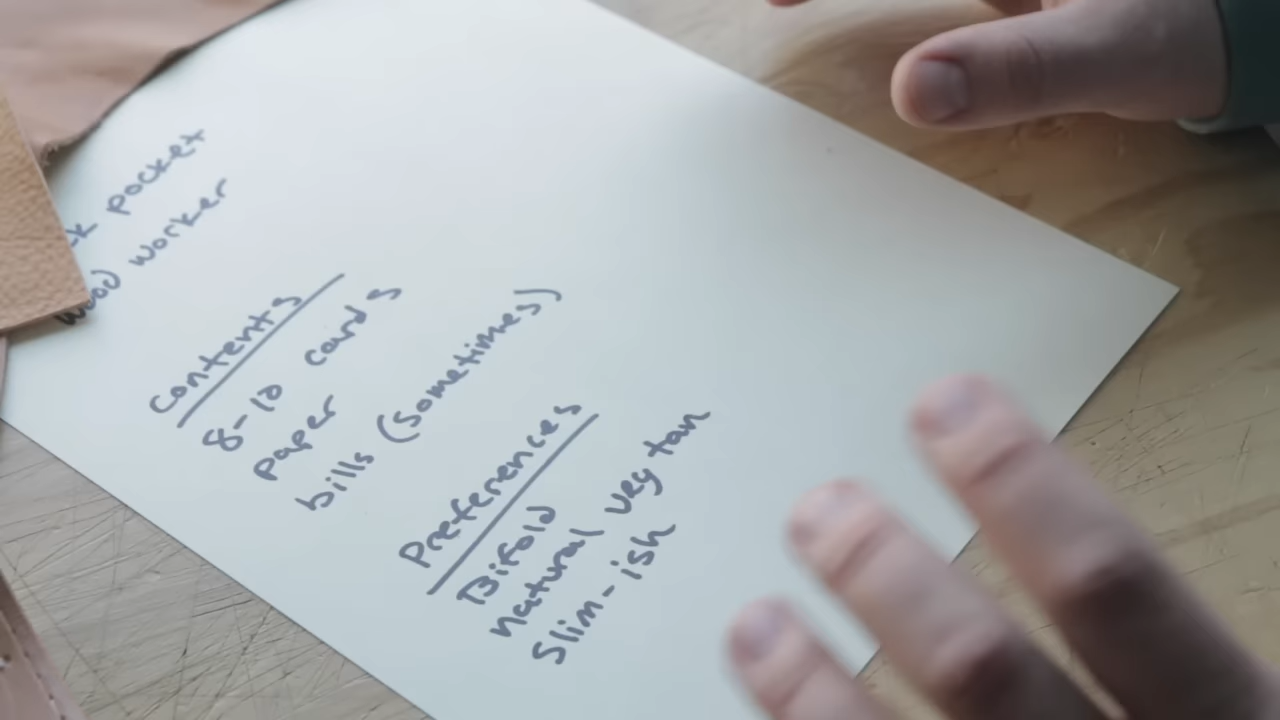 pocket
wood worker
Contents
8-10 cards
paper
bills (sometimes)
Preferences
Bifold
natural veg tan
slim-ish